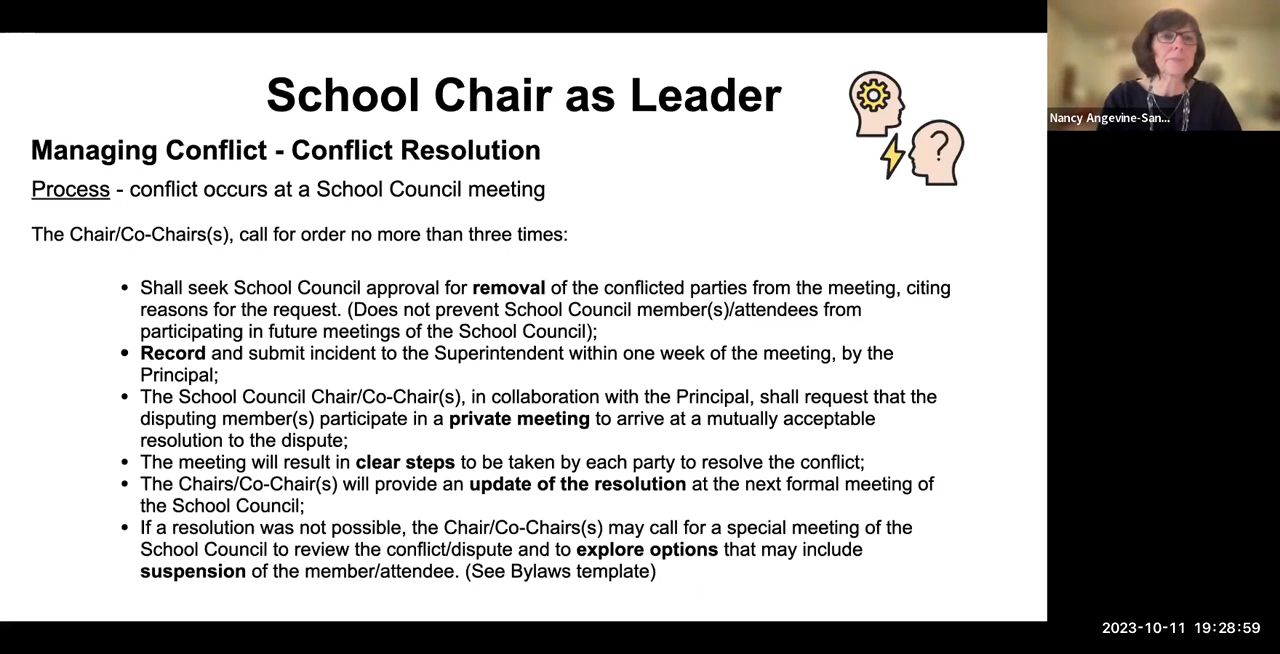 School Chair as Leader
Managing Conflict - Conflict Resolution
Process - conflict occurs at a School Council meeting
The Chair/Co-Chairs(s), call for order no more than three times:
• Shall seek School Council approval for removal of the conflicted parties from the meeting, citing
reasons for the request. (Does not prevent School Council member(s)/attendees from
participating in future meetings of the School Council);
• Record and submit incident to the Superintendent within one week of the meeting, by the
Principal;
• The School Council Chair/Co-Chair(s), in collaboration with the Principal, shall request that the
disputing member(s) participate in a private meeting to arrive at a mutually acceptable
resolution to the dispute;
• The meeting will result in clear steps to be taken by each party to resolve the conflict;
• The Chairs/Co-Chair(s) will provide an update of the resolution at the next formal meeting of
the School Council;
• If a resolution was not possible, the Chair/Co-Chairs(s) may call for a special meeting of the
School Council to review the conflict/dispute and to explore options that may include
suspension of the member/attendee. (See Bylaws template)
?
Nancy Angevine-San...
2023-10-11 19:28:59